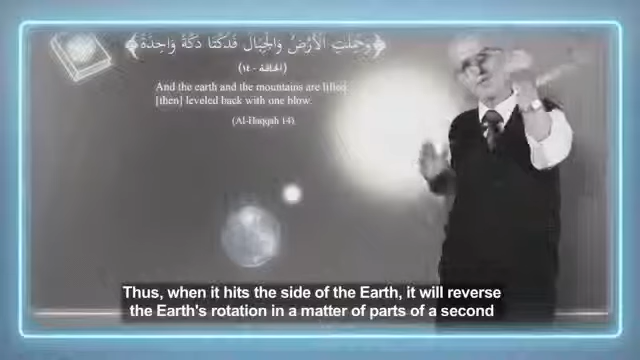 ﴿وَحُمِلَتِ الْأَرْضُ وَالْجِبَالُ فَدُكَّتَا دَكَّةً وَاحِدَةً﴾
(الحاقة - ١٤)
And the earth and the mountains are lifted
[then] leveled back with one blow.
(Al-Haqqah 14)
Thus, when it hits the side of the Earth, it will reverse
the Earth's rotation in a matter of parts of a second